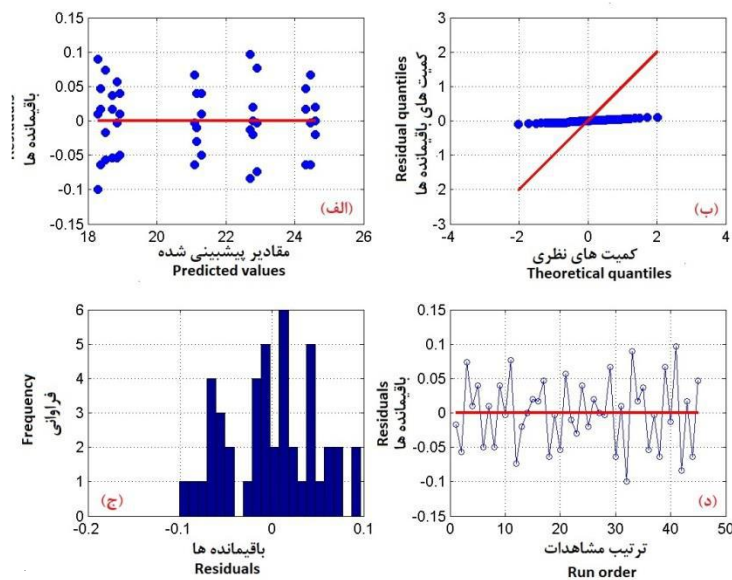 0.15
0.1
0.05
0
-0.05
-0.1
-0.15
باقیمانده ها
(الف)
18 20 22 24 26
مقادیر پیشبینی شده
Predicted values
3
2
1
0
-1
-2
-3
Residual quantiles
کمیت های باقیمانده ها
(ب)
-4 -2 0 2 4
کمیت های نظری
Theoretical quantiles
6
5
4
3
2
1
0
Frequency
فراوانی
(ج)
-0.2 -0.1 0 0.1
باقیمانده ها
Residuals
0.15
0.1
0.05
0
-0.05
-0.1
-0.15
Residuals
باقیمانده ها
(د)
0 10 20 30 40 50
ترتیب مشاهدات
Run order